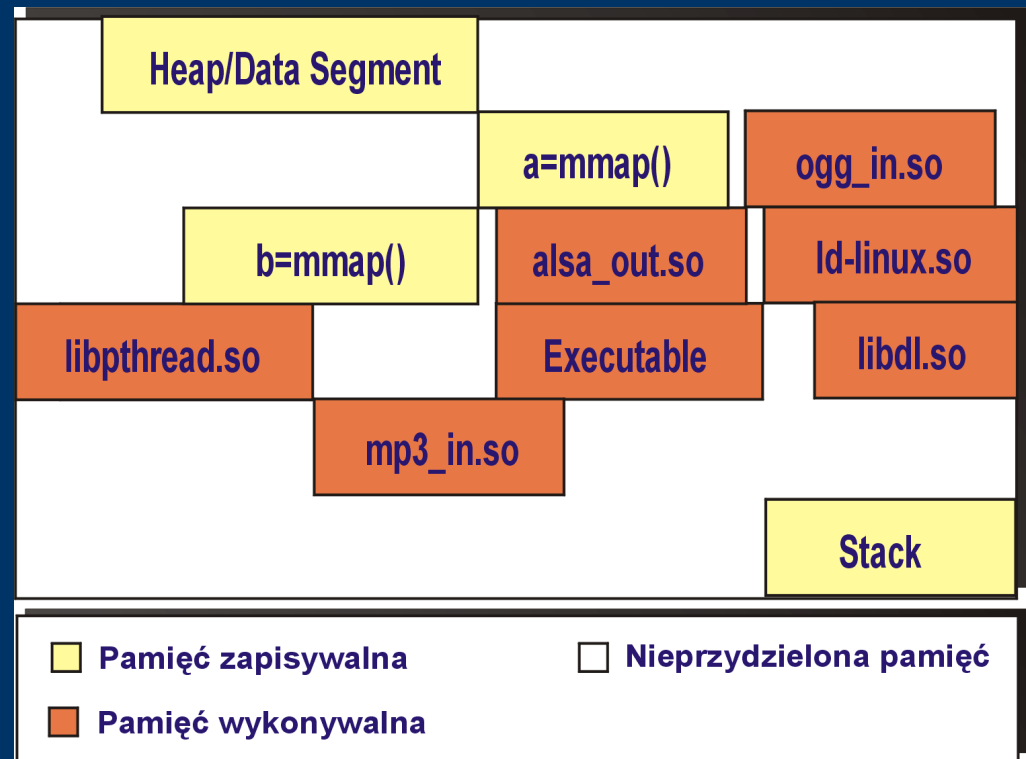 Heap/Data Segment
a=mmap()
ogg_in.so
b=mmap()
alsa_out.so
ld-linux.so
libpthread.so
Executable
libdl.so
mp3_in.so
Stack
Pamięć zapisywalna
Nieprzydzielona pamięć
Pamięć wykonywalna